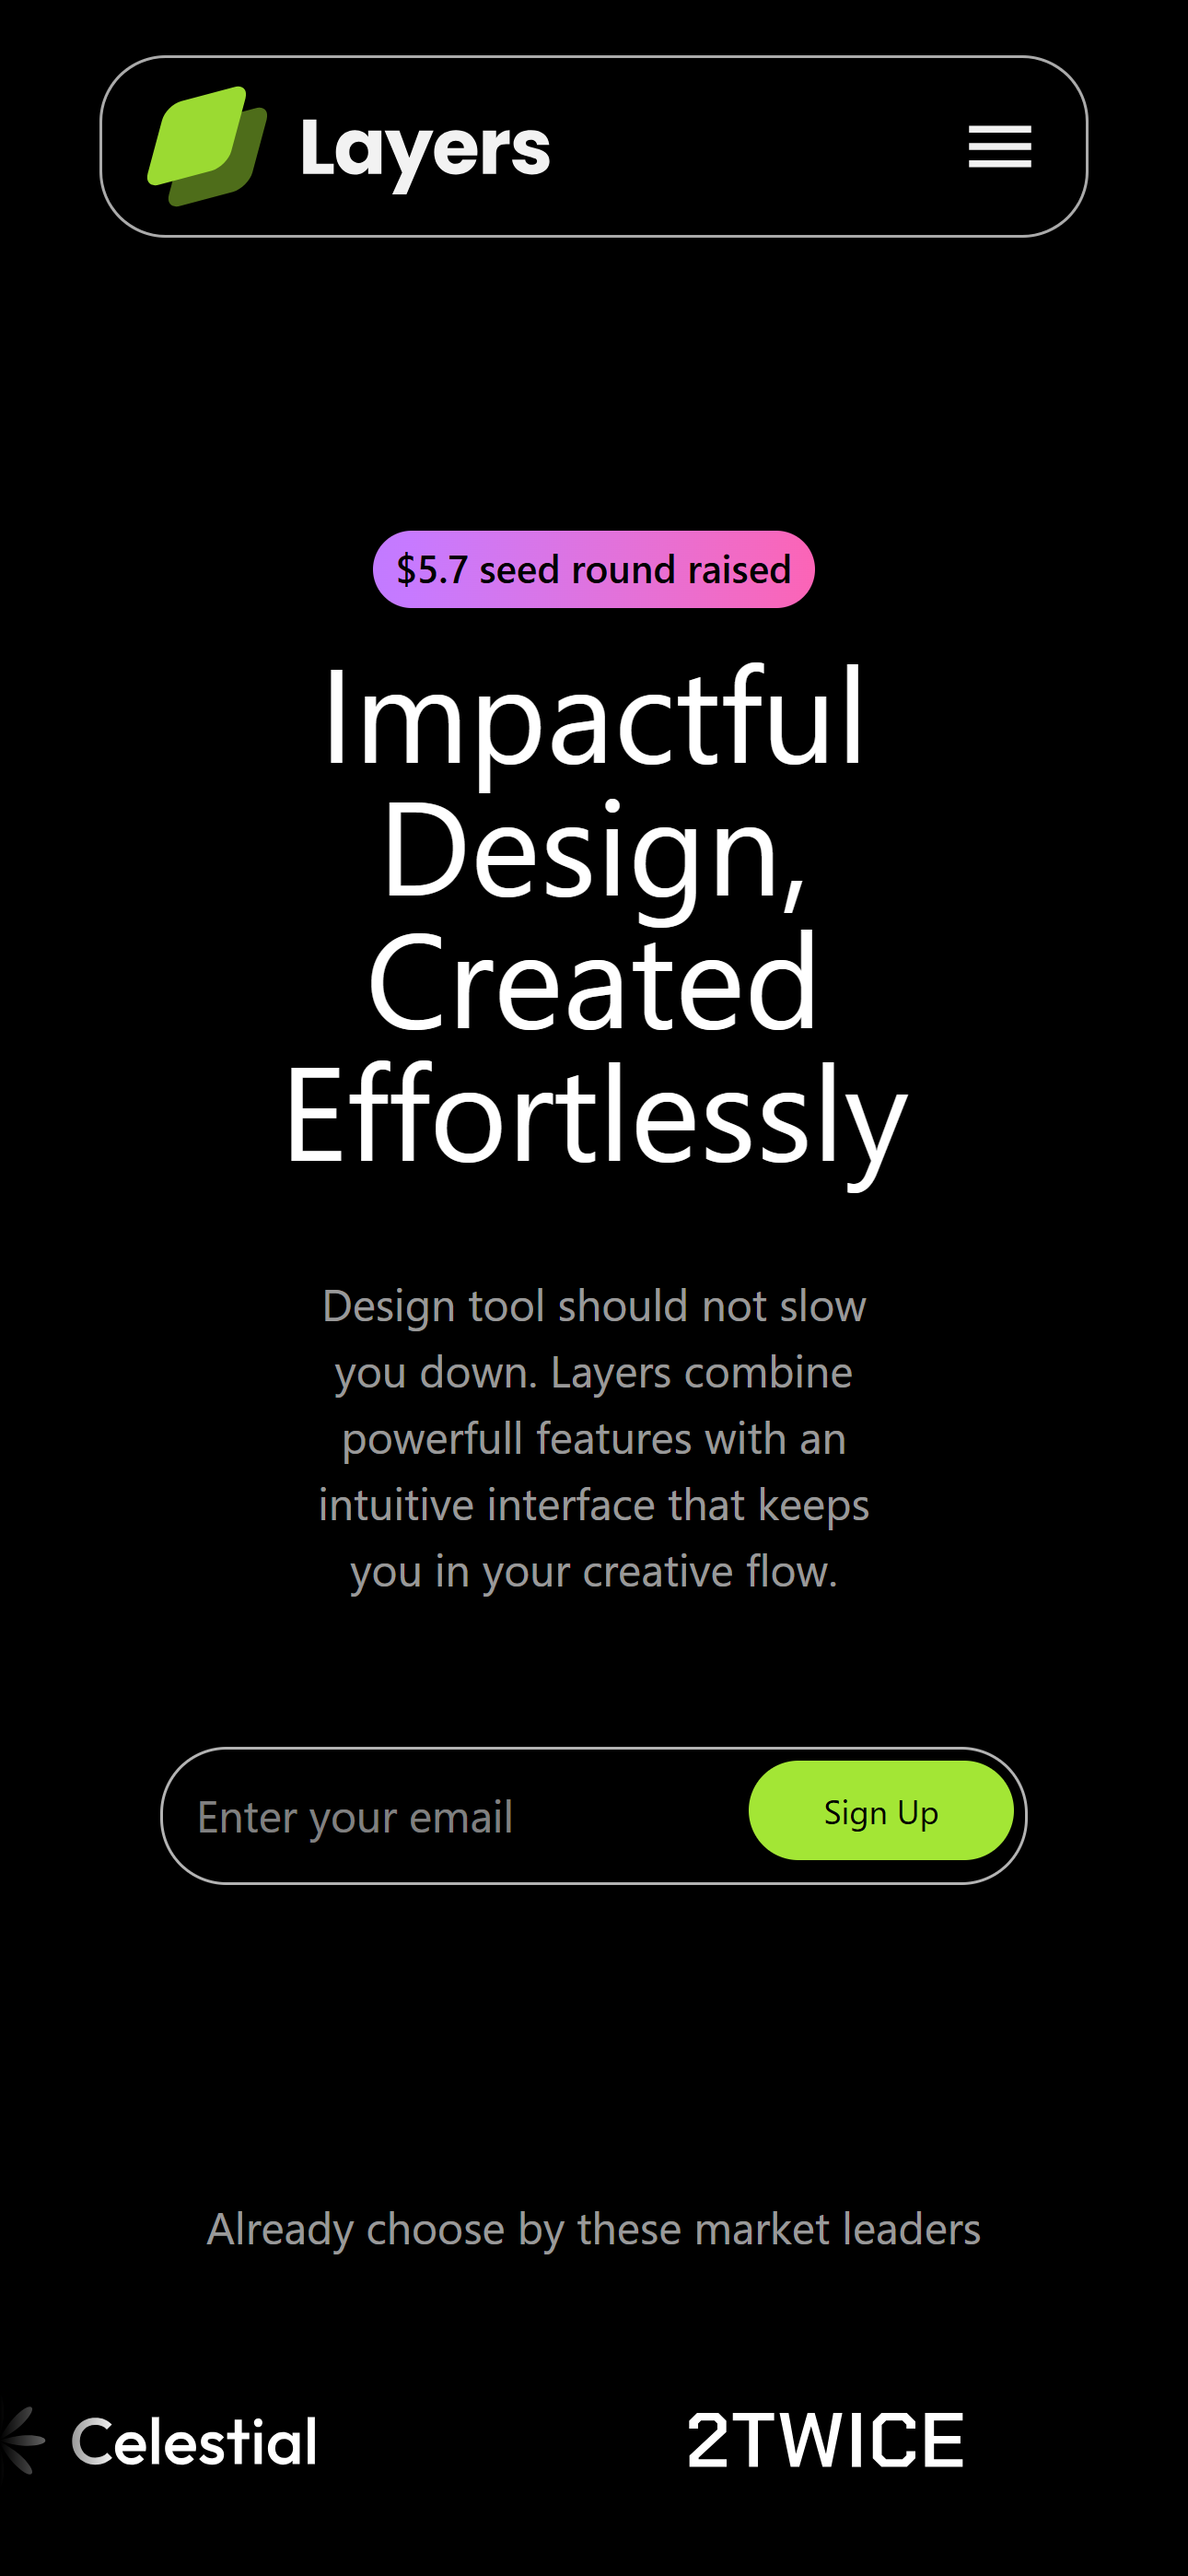 Layers
$5.7 seed round raised
Impactful
Design,
Created
Effortlessly
Design tool should not slow
you down. Layers combine
powerfull features with an
intuitive interface that keeps
you in your creative flow.
Enter your email
Sign Up
Already choose by these market leaders
Celestial
2TWICE